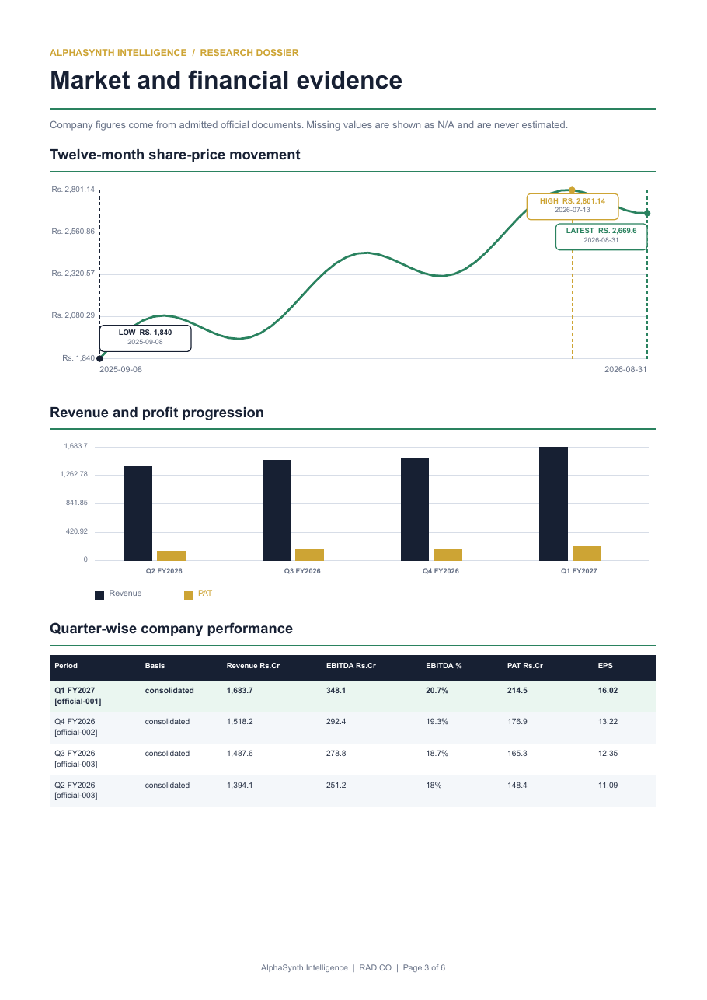 ALPHASYNTH INTELLIGENCE / RESEARCH DOSSIER
Market and financial evidence
Company figures come from admitted official documents. Missing values are shown as N/A and are never estimated.
Twelve-month share-price movement
Rs. 2,801.14
HIGH RS. 2,801.14
2026-07-13
Rs. 2,560.86
LATEST RS. 2,669.6
2026-08-31
Rs. 2,320.57
Rs. 2,080.29
LOW RS. 1,840
2025-09-08
Rs. 1,840
2025-09-08 2026-08-31
Revenue and profit progression
1,683.7
1,262.78
841.85
420.92
0
Q2 FY2026 Q3 FY2026 Q4 FY2026 Q1 FY2027
Revenue PAT
Quarter-wise company performance
Period Basis Revenue Rs.Cr EBITDA Rs.Cr EBITDA % PAT Rs.Cr EPS
Q1 FY2027 consolidated 1,683.7 348.1 20.7% 214.5 16.02
[official-001]
Q4 FY2026 consolidated 1,518.2 292.4 19.3% 176.9 13.22
[official-002]
Q3 FY2026 consolidated 1,487.6 278.8 18.7% 165.3 12.35
[official-003]
Q2 FY2026 consolidated 1,394.1 251.2 18% 148.4 11.09
[official-003]
AlphaSynth Intelligence | RADICO | Page 3 of 6